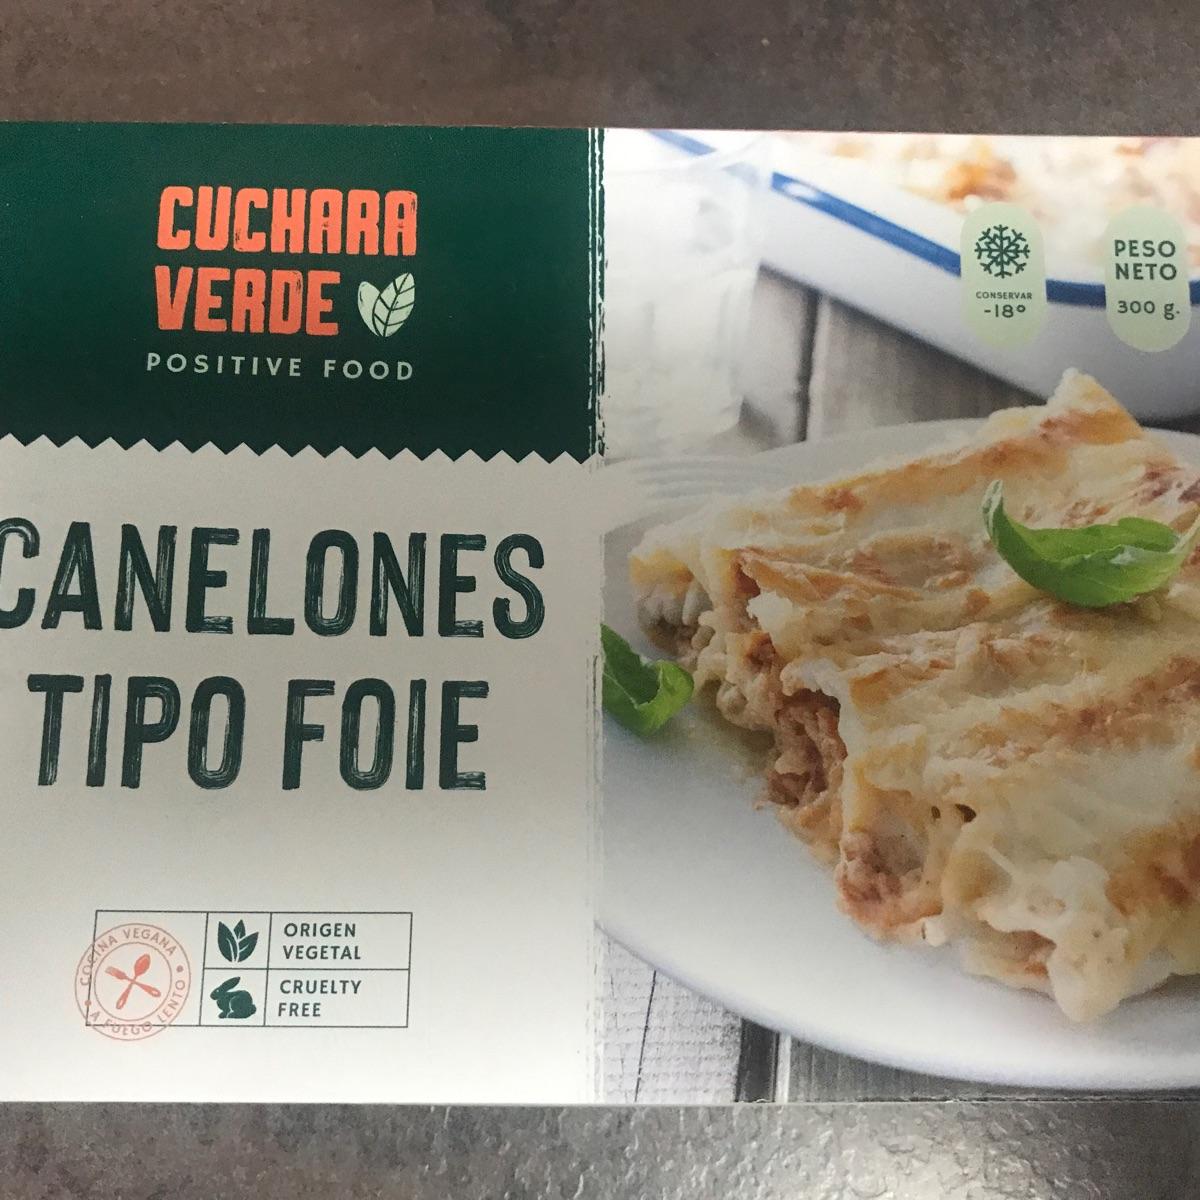 CUCHARA
VERDE
POSITIVE FOOD
CONSERVAR
-18°
PESO
NETO
300 g.
CANELONES
TIPO FOIE
COCINA VEGANA
A FUEGO LENTO
ORIGEN
VEGETAL
CRUELTY
FREE